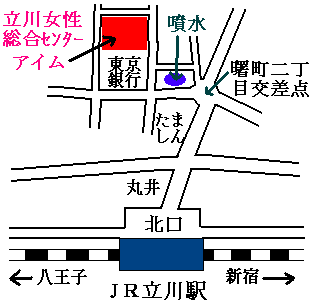 立川女性
総合センター
アイム
噴水
東京
銀行
曙町二丁
目交差点
たま
しん
丸井
北口
八王子
新宿
JR立川駅